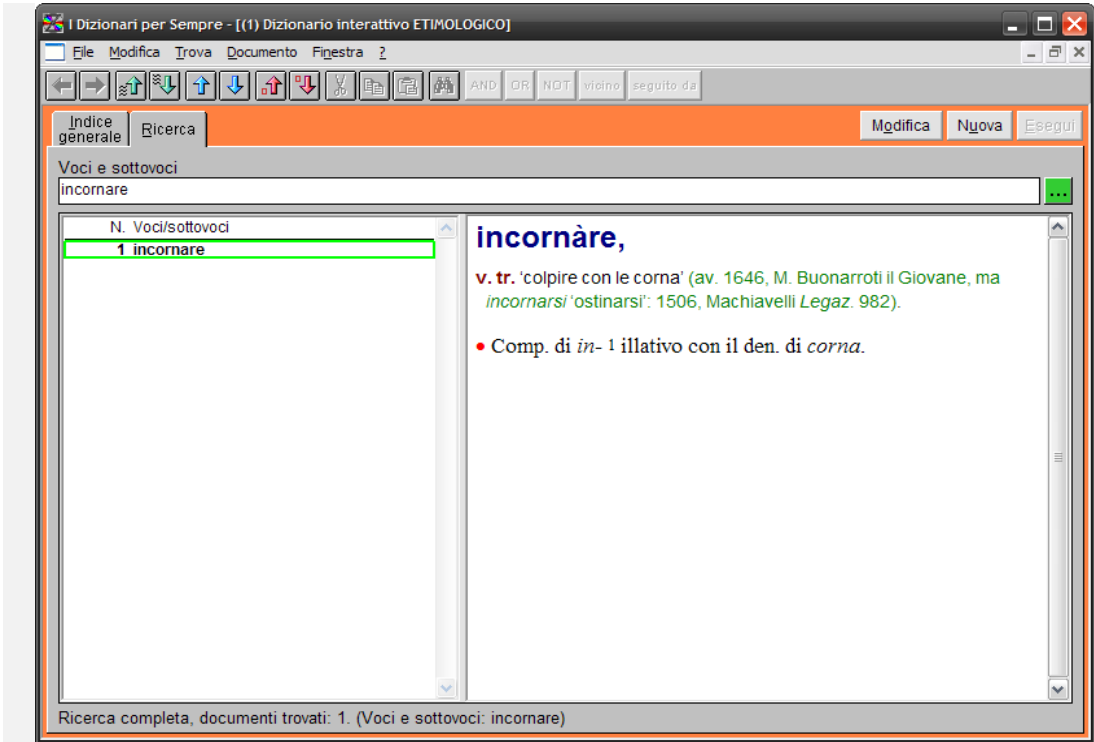 I Dizionari per Sempre - [(1) Dizionario interattivo ETIMOLOGICO]
File Modifica Trova Documento Finestra ?
AND OR NOT vicino seguito da
Indice generale Ricerca Modifica Nuova Esegui
Voci e sottovoci
incornare ...
N. Voci/sottovoci
1 incornare
incornàre,
v. tr. ‘colpire con le corna’ (av. 1646, M. Buonarroti il Giovane, ma
incornarsi ‘ostinarsi’: 1506, Machiavelli Legaz. 982).
• Comp. di in- 1 illativo con il den. di corna.
Ricerca completa, documenti trovati: 1. (Voci e sottovoci: incornare)